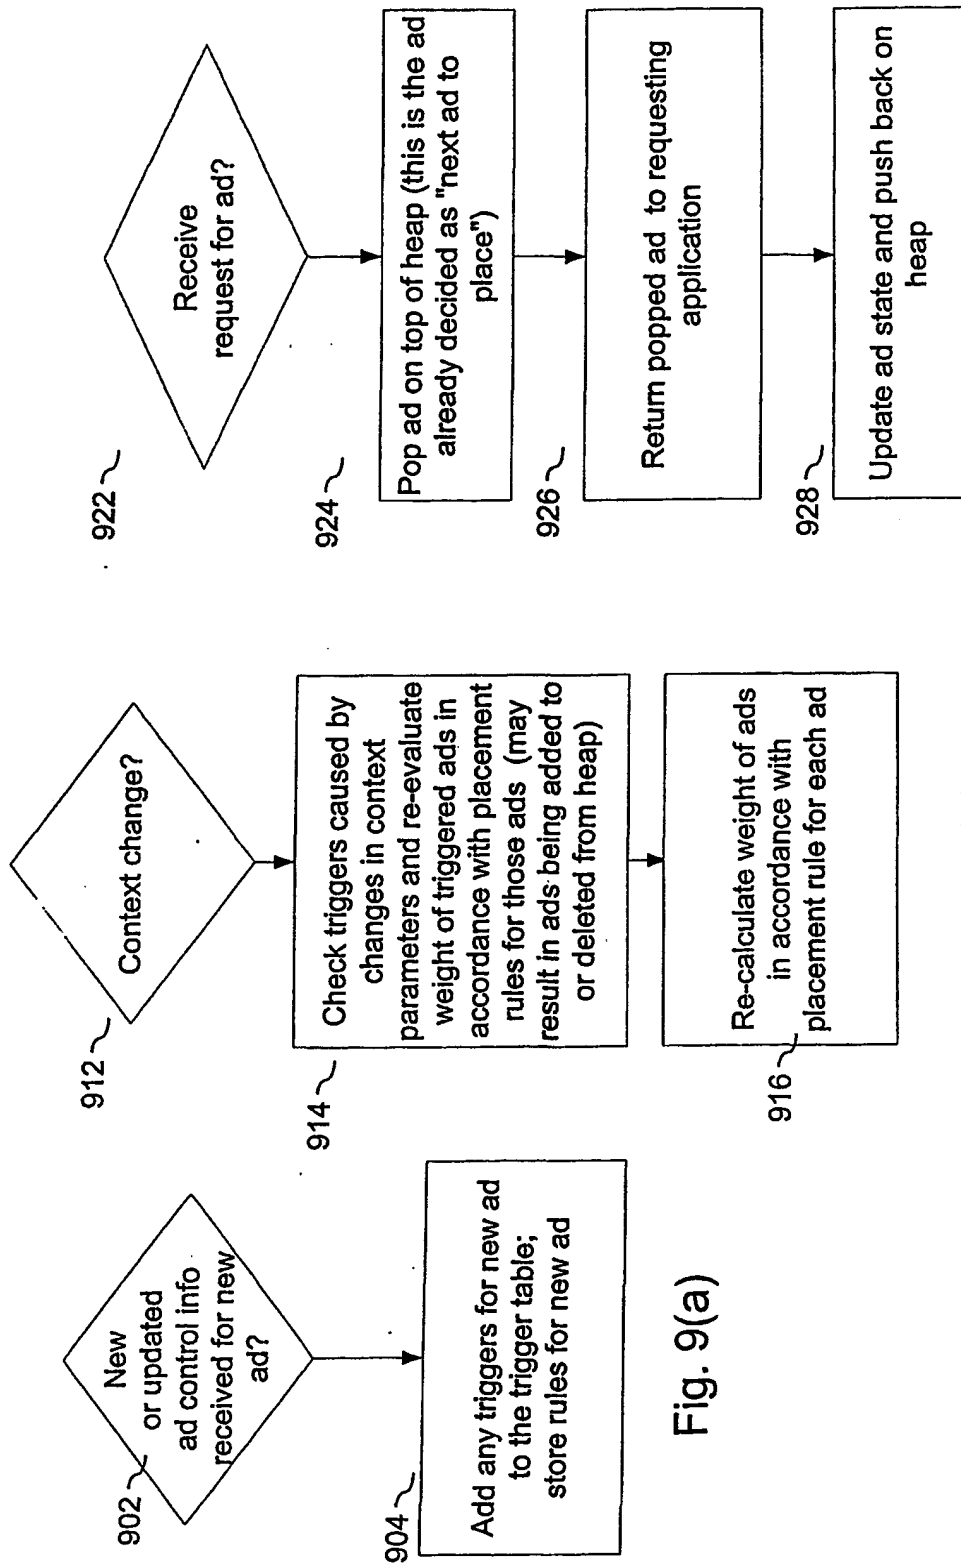 902
New
or updated
ad control info
received for new
ad?
904
Add any triggers for new ad
to the trigger table;
store rules for new ad
912
Context change?
914
Check triggers caused by
changes in context
parameters and re-evaluate
weight of triggered ads in
accordance with placement
rules for those ads (may
result in ads being added to
or deleted from heap)
916
Re-calculate weight of ads
in accordance with
placement rule for each ad
922
Receive
request for ad?
924
Pop ad on top of heap (this is the ad
already decided as "next ad to
place")
926
Return popped ad to requesting
application
928
Update ad state and push back on
heap
Fig. 9(a)